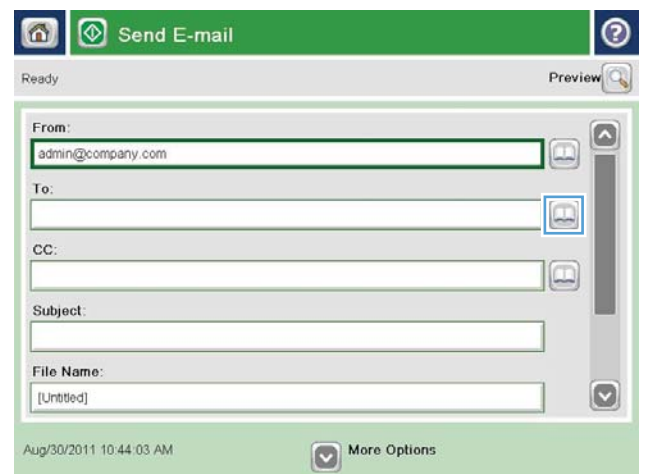 Send E-mail
Ready
Preview
From:
admin@company.com
To:
CC:
Subject:
File Name:
[Untitled]
Aug/30/2011 10:44:03 AM
More Options